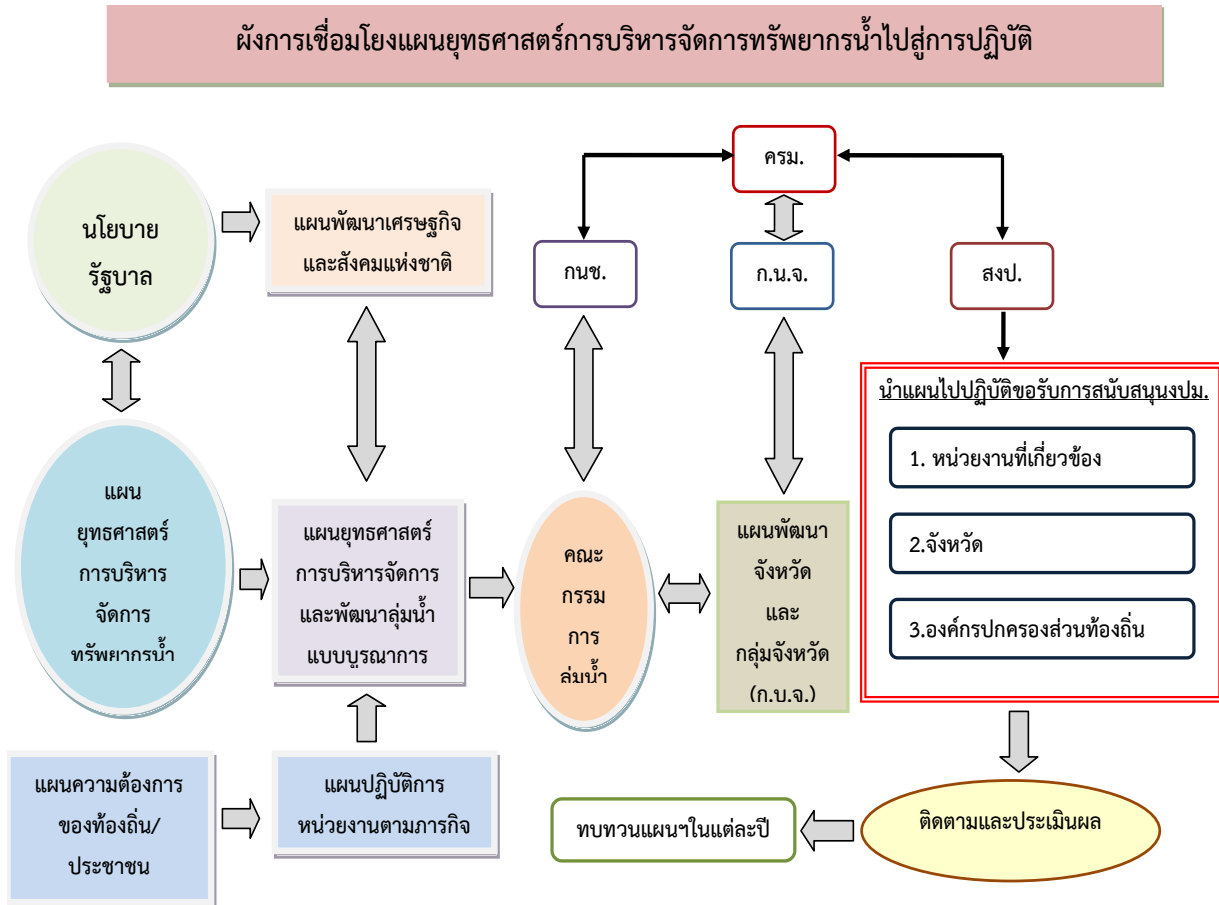 ผังการเชื่อมโยงแผนยุทธศาสตร์การบริหารจัดการทรัพยากรน้ำไปสู่การปฏิบัติ
นโยบาย
รัฐบาล
แผนพัฒนาเศรษฐกิจ
และสังคมแห่งชาติ
ครม.
กนช.
ก.น.จ.
สงป.
นำแผนไปปฏิบัติขอรับการสนับสนุนงปม.
1. หน่วยงานที่เกี่ยวข้อง
2.จังหวัด
3.องค์กรปกครองส่วนท้องถิ่น
แผน
ยุทธศาสตร์
การบริหาร
จัดการ
ทรัพยากรน้ำ
แผนยุทธศาสตร์
การบริหารจัดการ
และพัฒนาลุ่มน้ำ
แบบบูรณาการ
คณะ
กรรม
การ
ลุ่มน้ำ
แผนพัฒนา
จังหวัด
และ
กลุ่มจังหวัด
(ก.บ.จ.)
แผนความต้องการ
ของท้องถิ่น/
ประชาชน
แผนปฏิบัติการ
หน่วยงานตามภารกิจ
ทบทวนแผนฯในแต่ละปี
ติดตามและประเมินผล